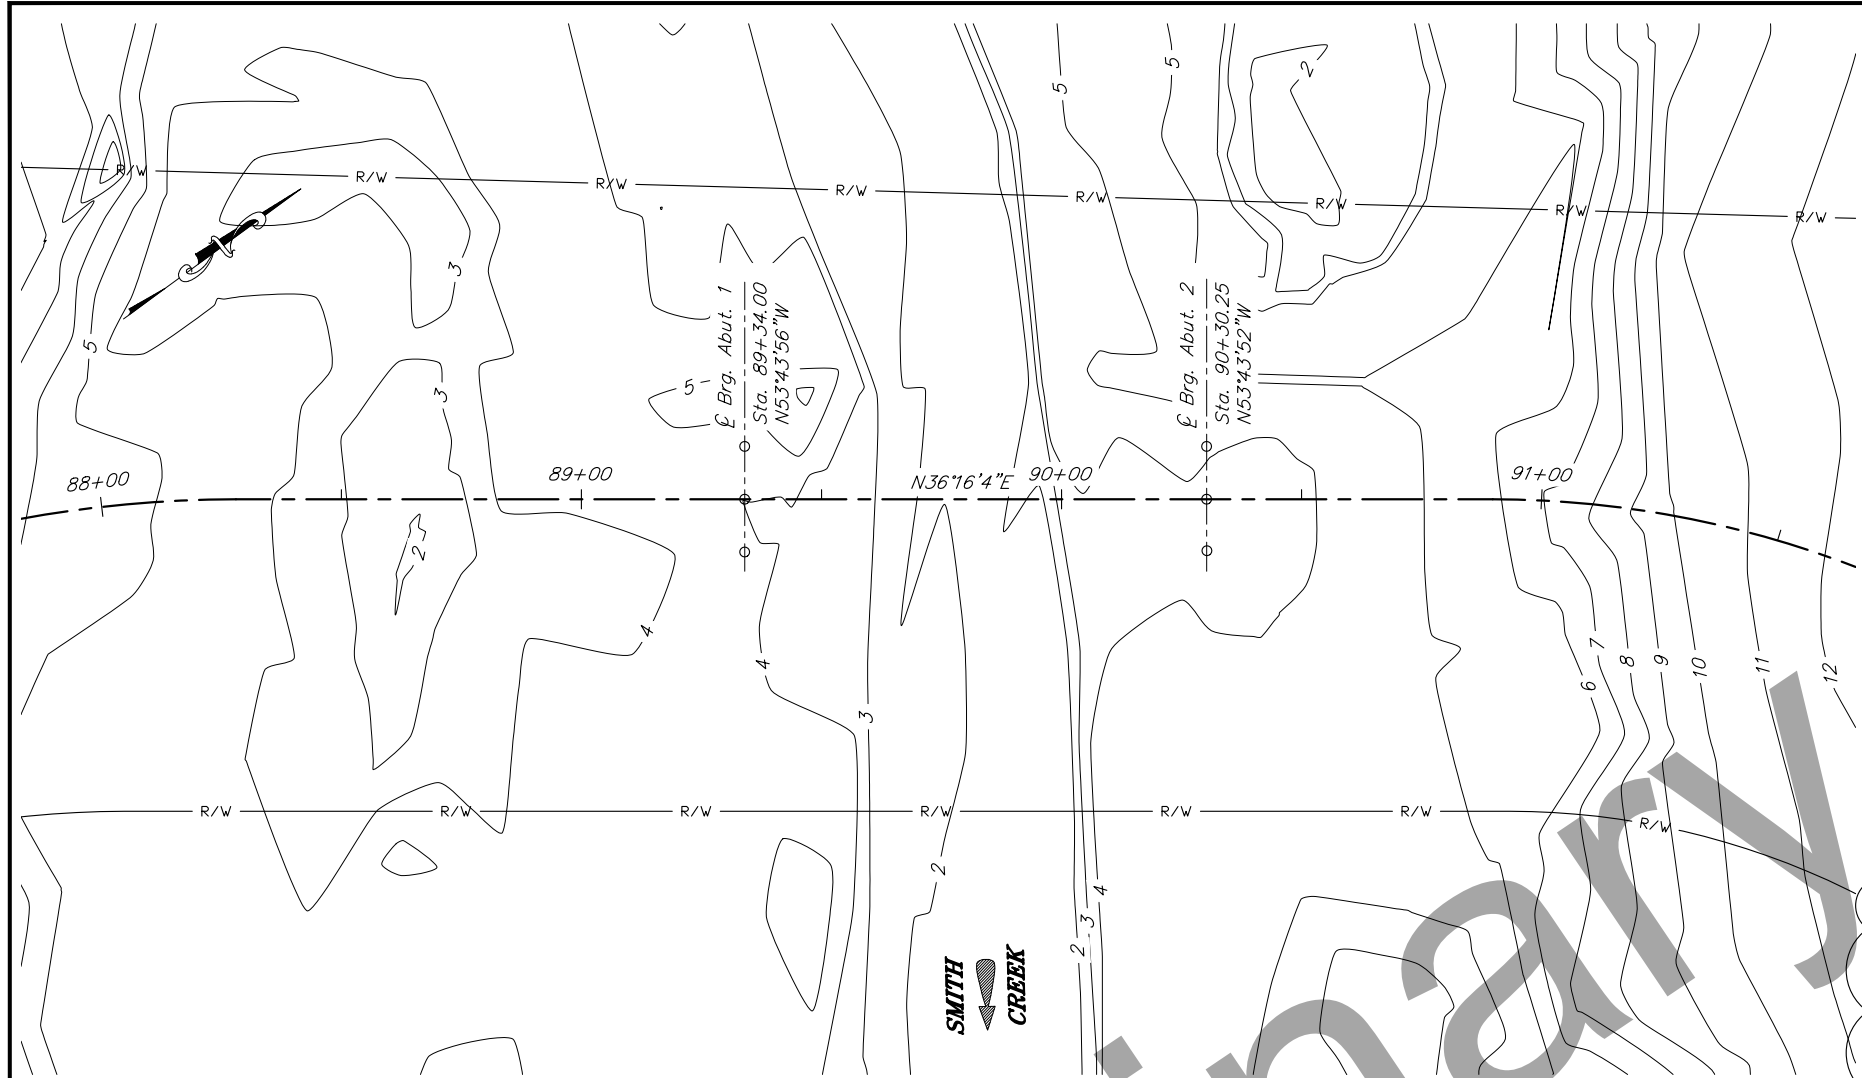 5
5
2
R/W
R/W
R/W
R/W
R/W
R/W
R/W
R/W
3
5
℄ Brg. Abut. 1
Sta. 89+34.00
N53°43'56"W
℄ Brg. Abut. 2
Sta. 90+30.25
N53°43'52"W
3
5
88+00
89+00
N36°16'4"E
90+00
91+00
2
4
4
3
6
7
8
9
10
11
12
R/W
R/W
R/W
R/W
R/W
R/W
R/W
2
4
3
2
SMITH
CREEK
inary